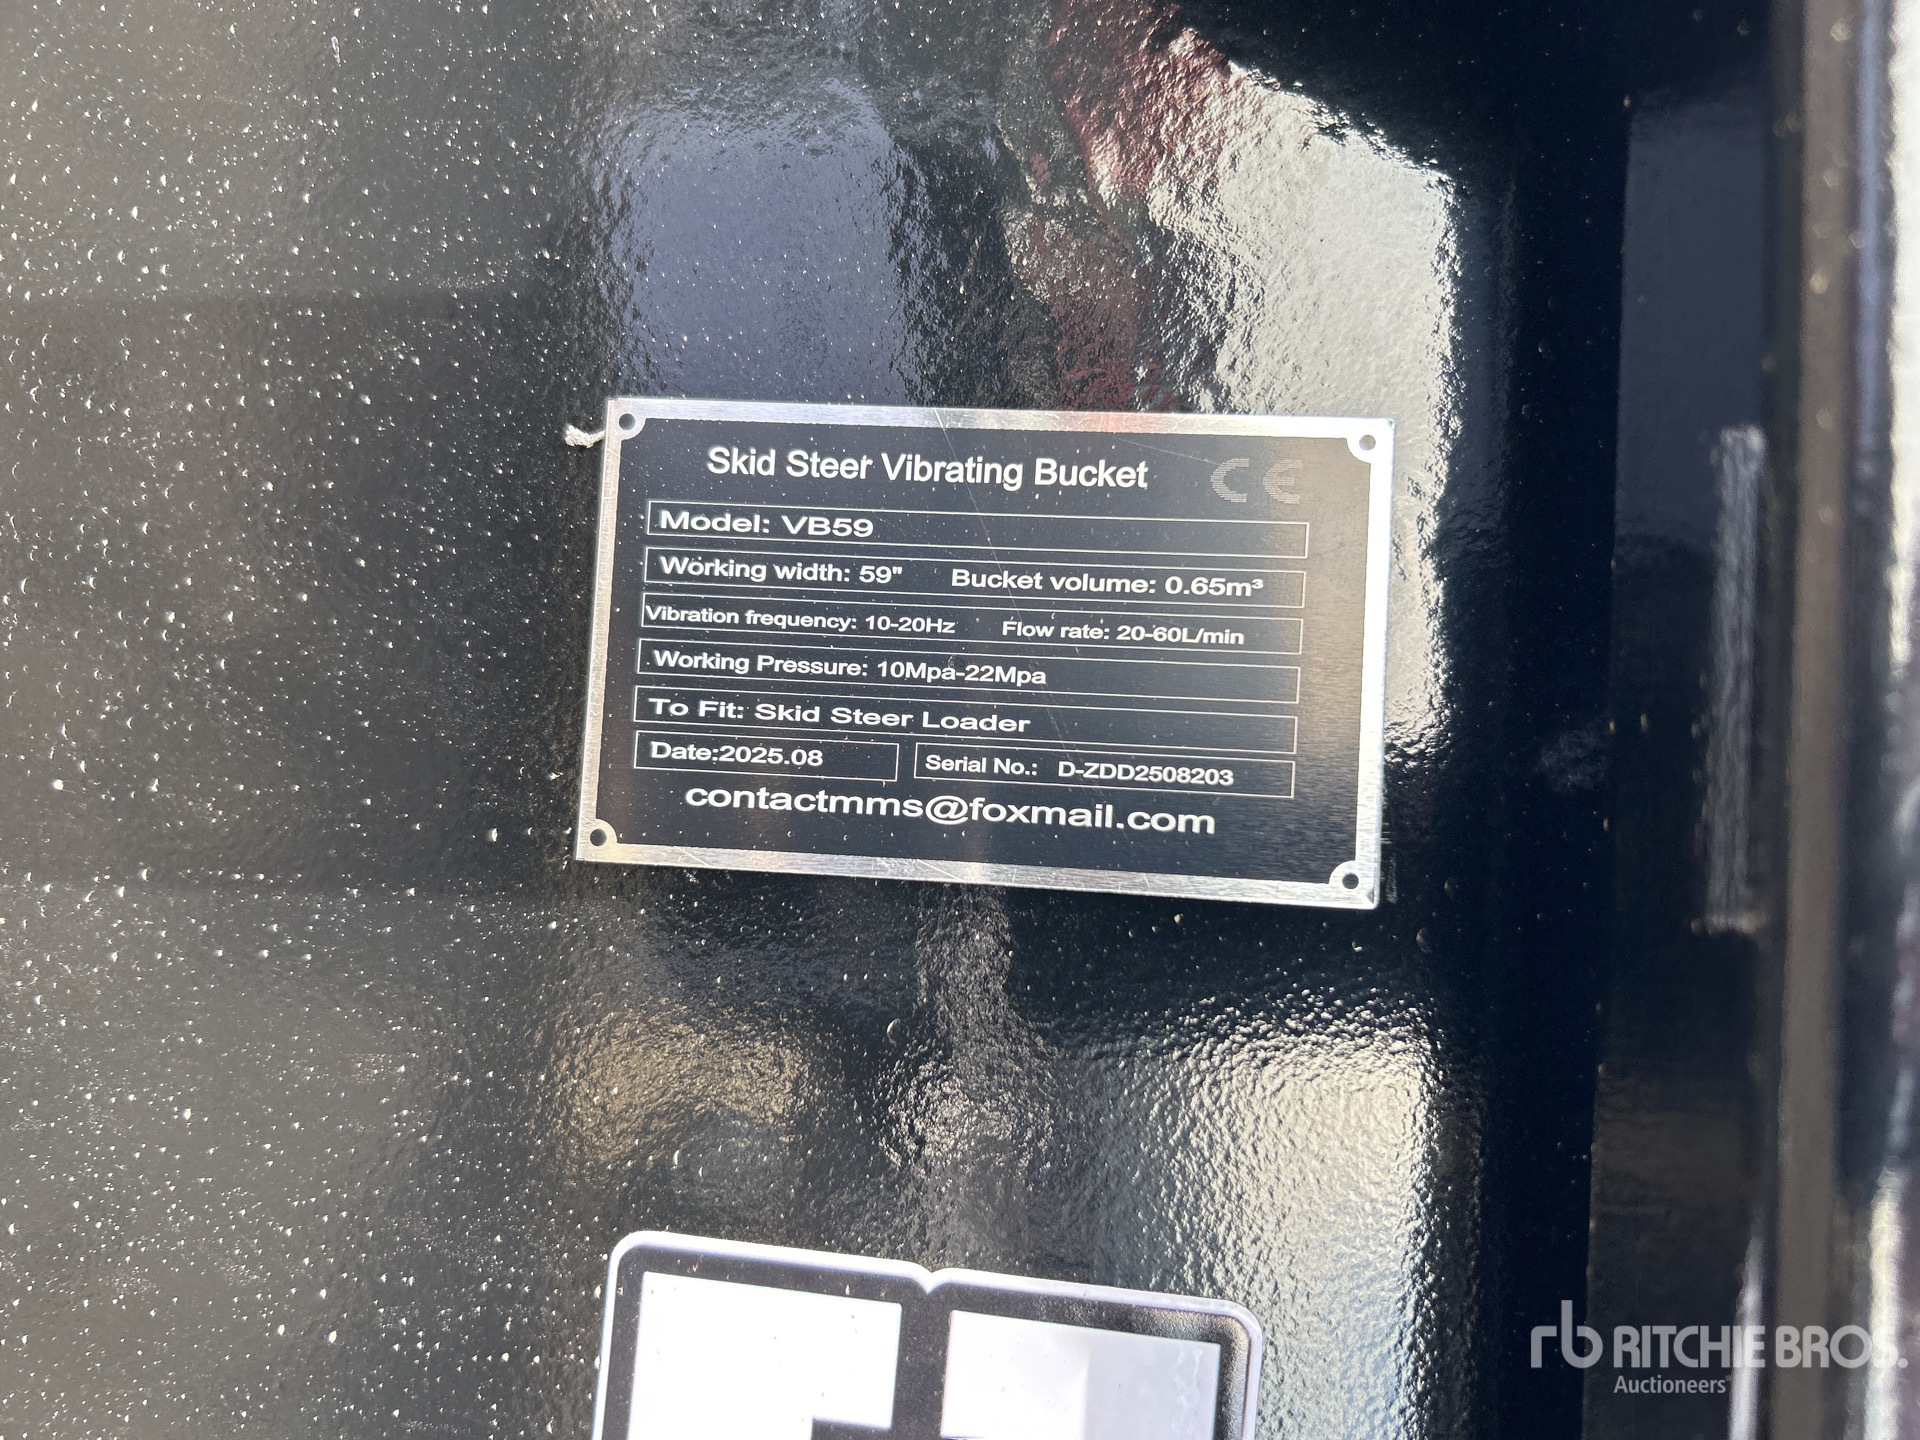 Skid Steer Vibrating Bucket CE
Model: VB59
Working width: 59" Bucket volume: 0.65m³
Vibration frequency: 10-20Hz Flow rate: 20-60L/min
Working Pressure: 10Mpa-22Mpa
To Fit: Skid Steer Loader
Date:2025.08 Serial No.: D-ZDD2508203
contactmms@foxmail.com
rb RITCHIE BROS.
Auctioneers